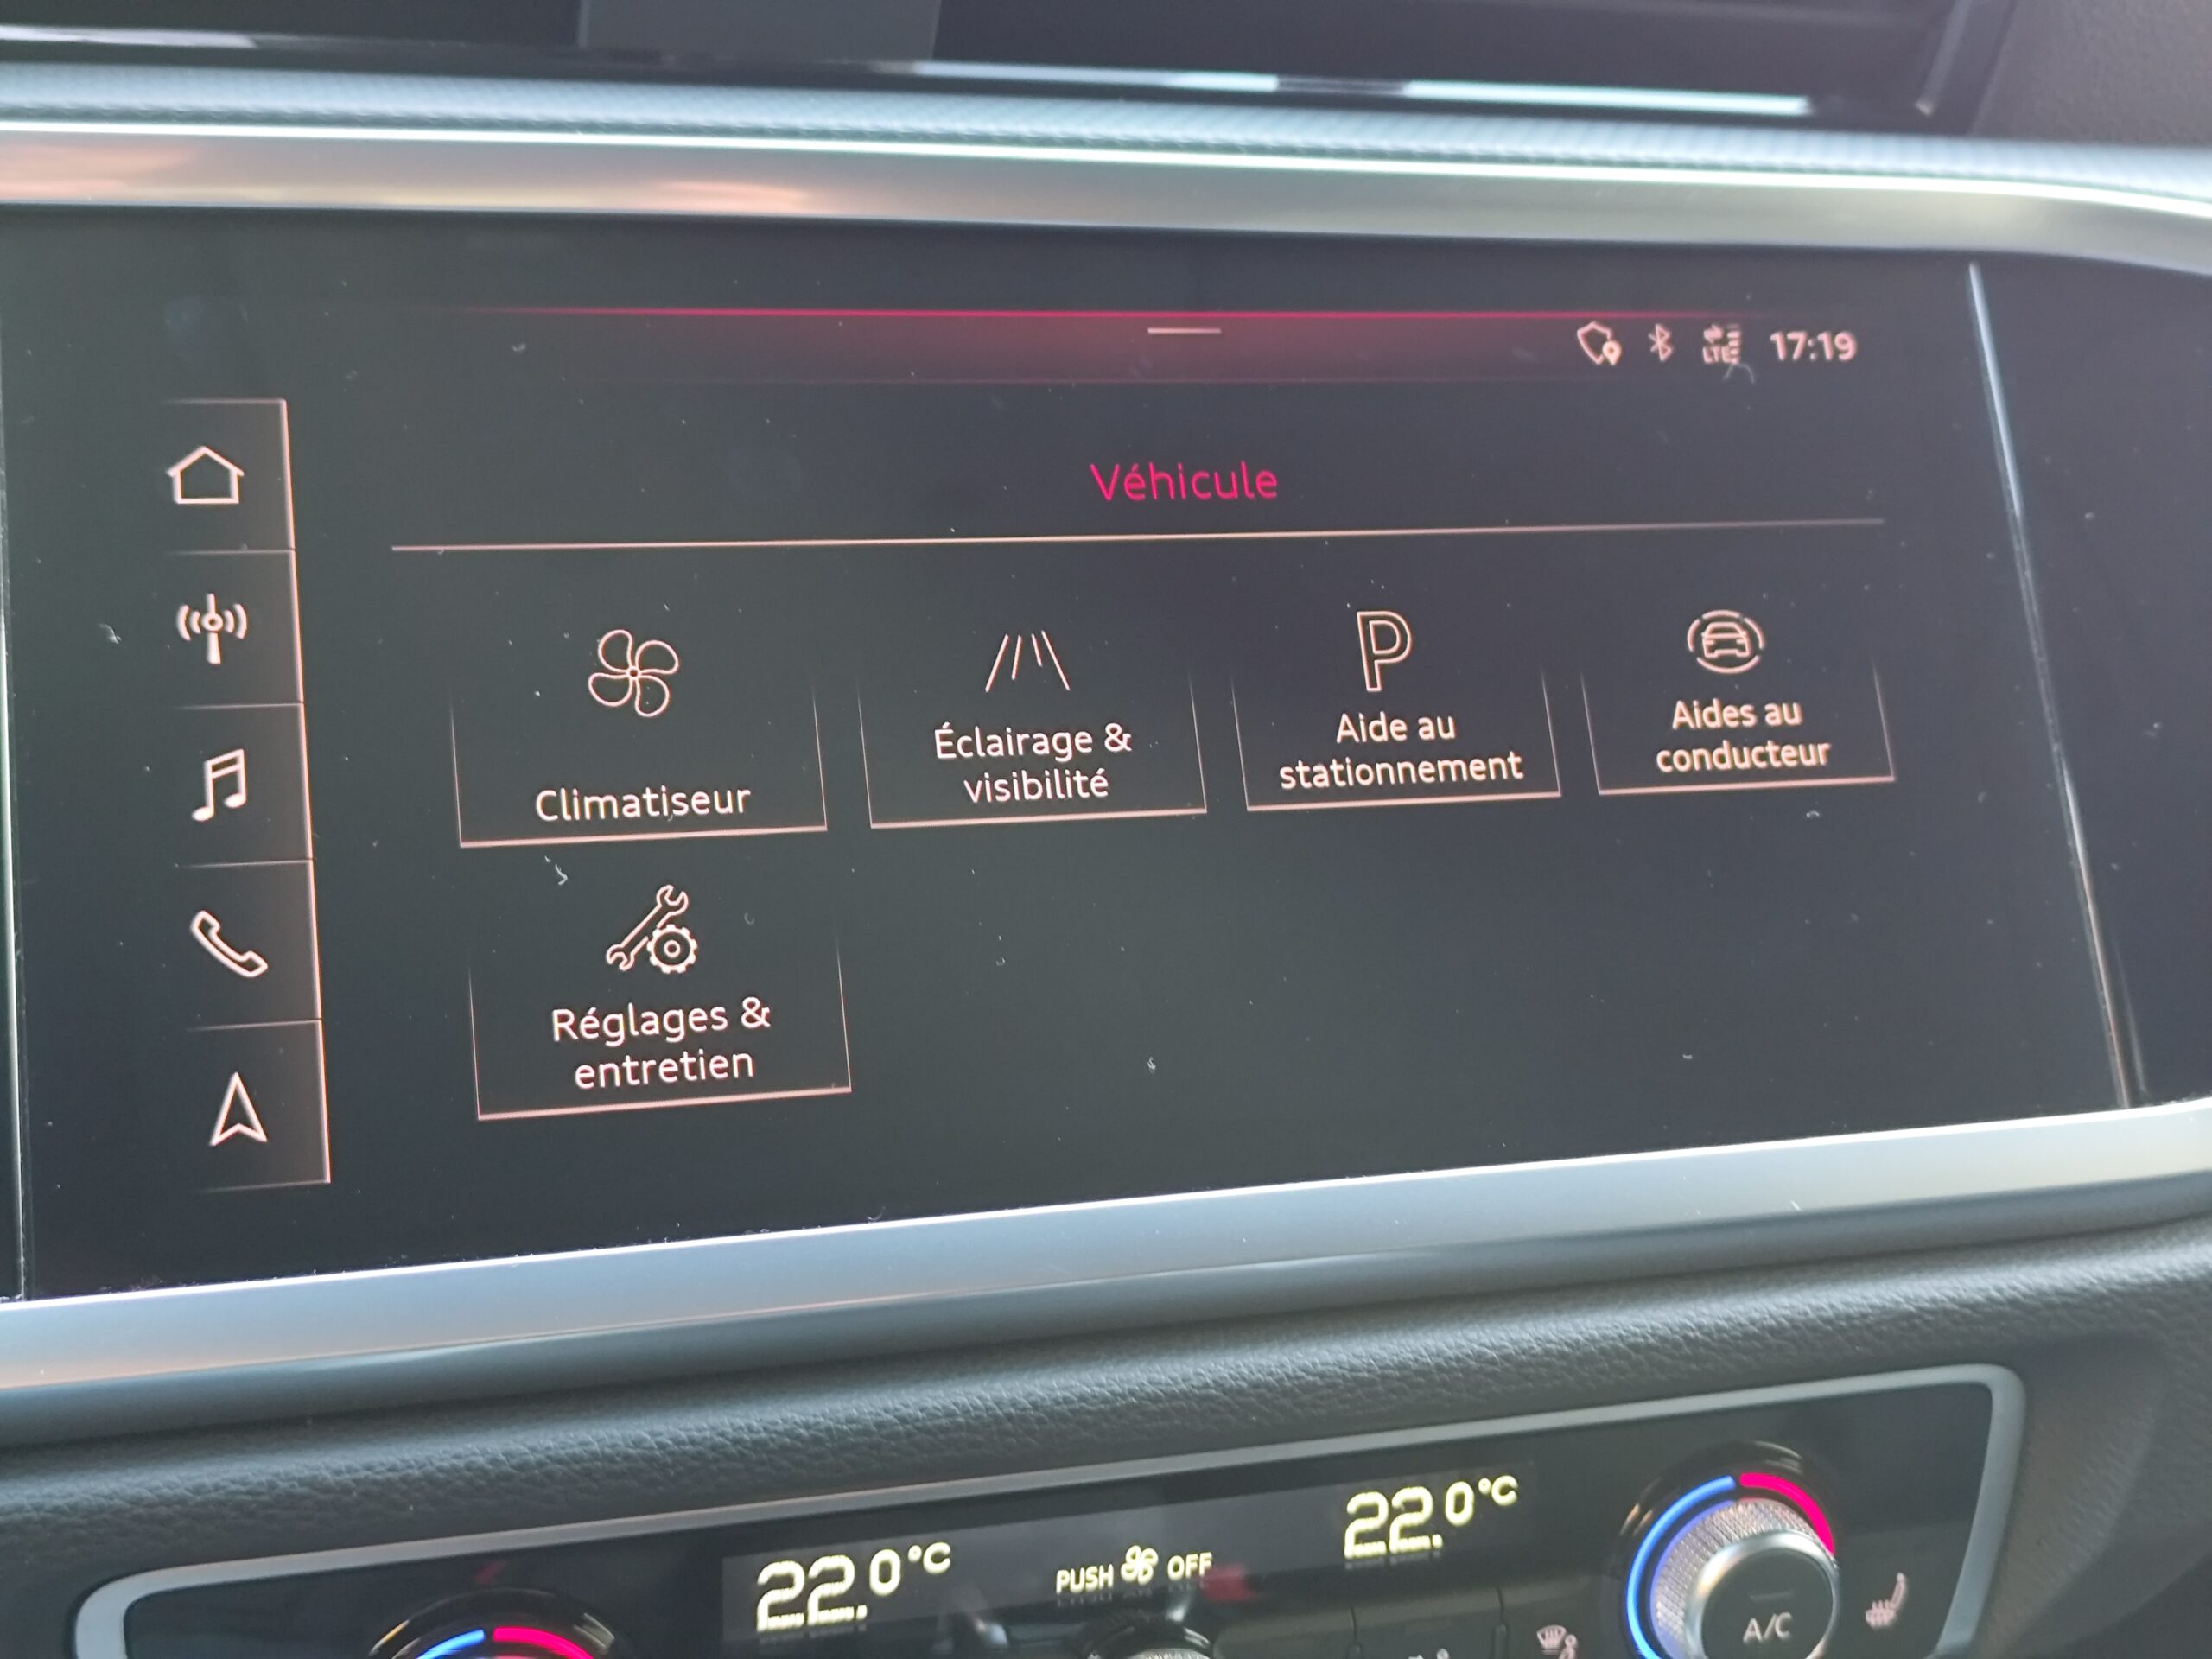 LTE 17:19
Véhicule
Climatiseur
Éclairage &
visibilité
P
Aide au
stationnement
Aides au
conducteur
Réglages &
entretien
22.0°C
PUSH OFF
22.0°C
A/C